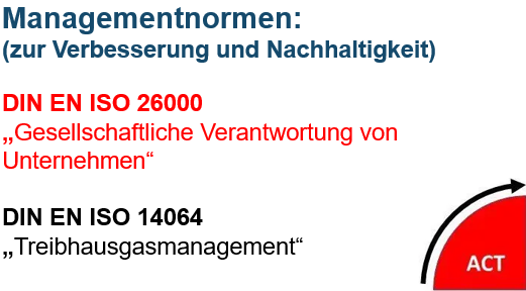 Managementnormen:
(zur Verbesserung und Nachhaltigkeit)
DIN EN ISO 26000
„Gesellschaftliche Verantwortung von
Unternehmen“
DIN EN ISO 14064
„Treibhausgasmanagement“
ACT